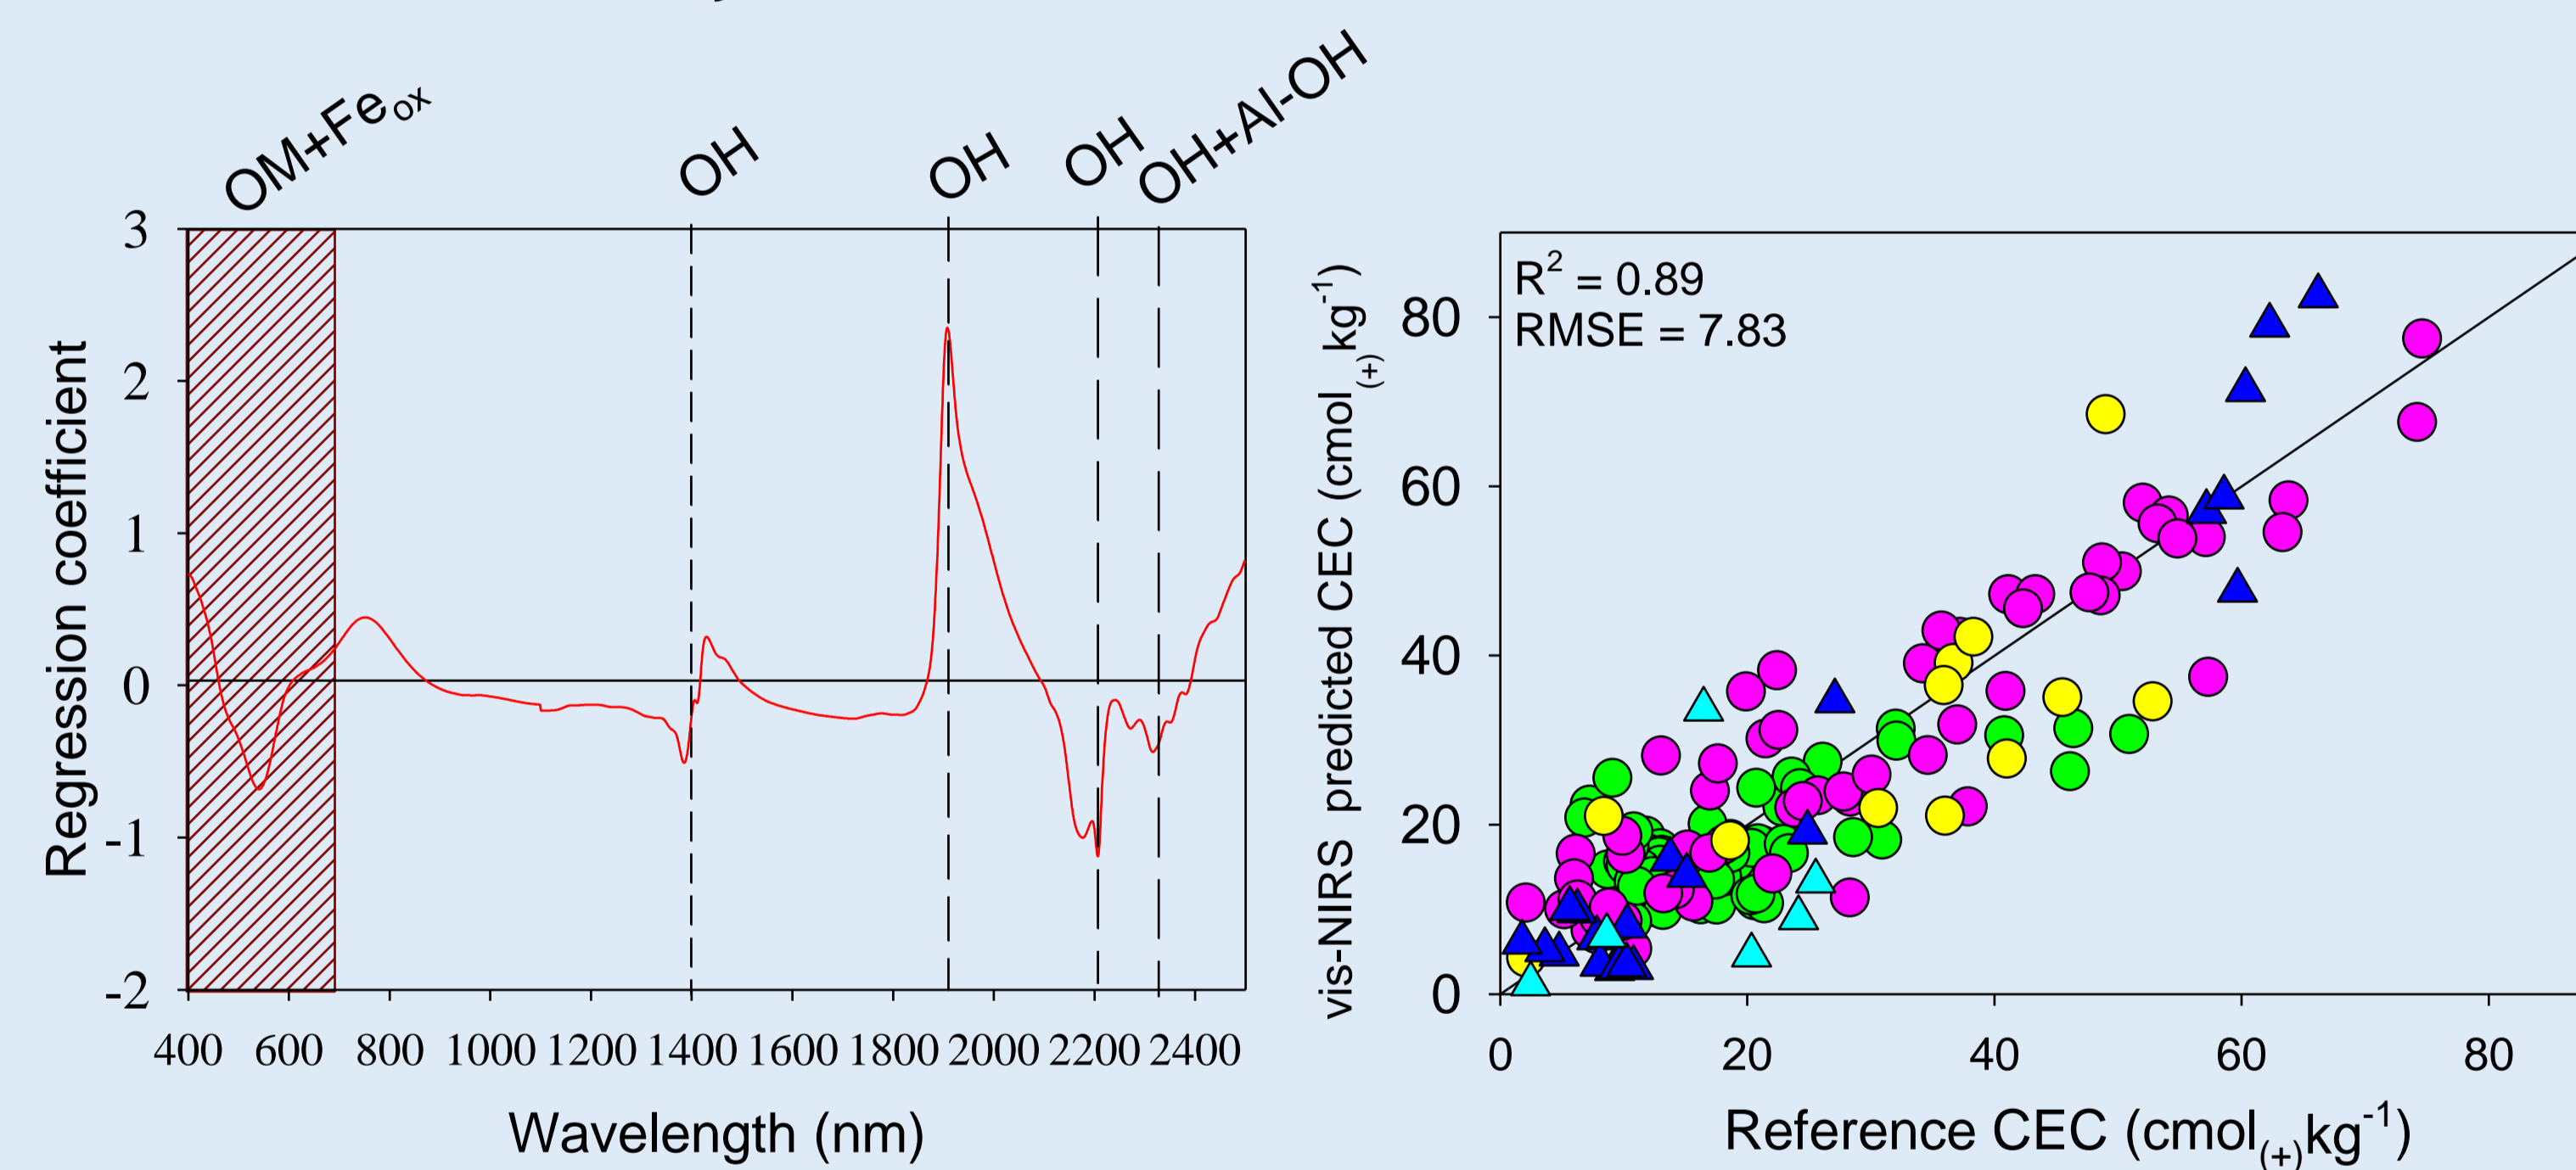 OM+Feox
OH
OH
OH
OH+Al-OH
3
2
1
0
-1
-2
Regression coefficient
400 600 800 1000 1200 1400 1600 1800 2000 2200 2400
Wavelength (nm)
R² = 0.89
RMSE = 7.83
80
60
40
20
0
vis-NIRS predicted CEC (cmol(+)kg⁻¹)
0 20 40 60 80
Reference CEC (cmol(+)kg⁻¹)